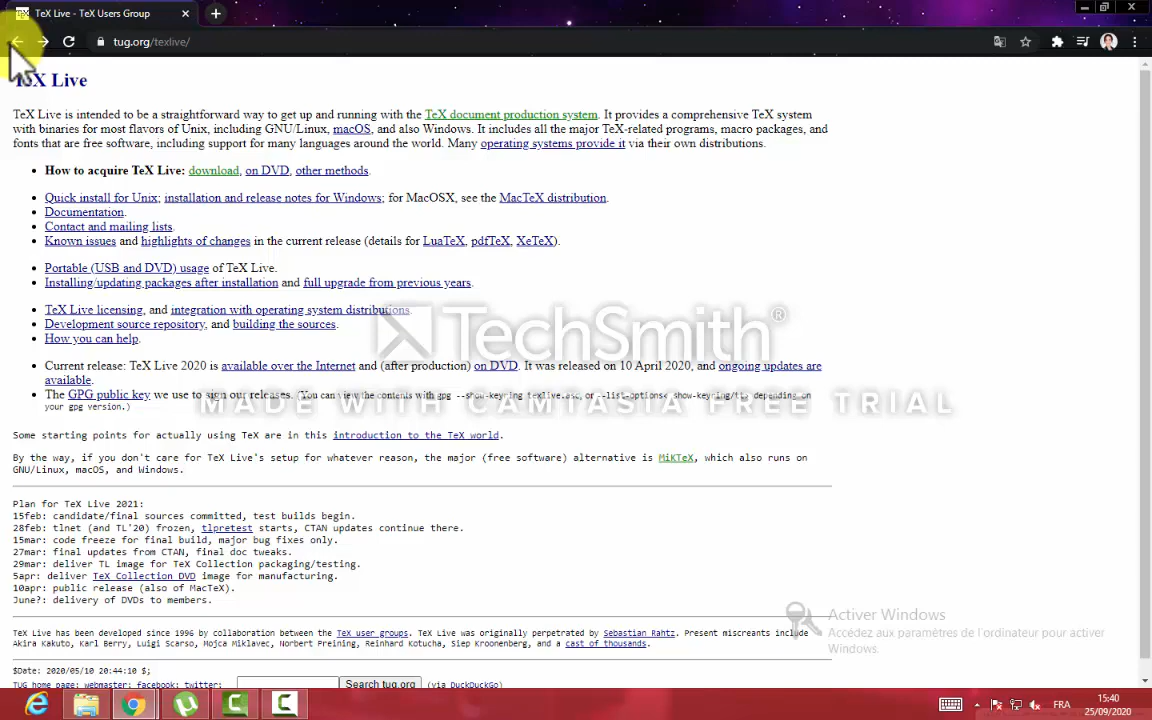 TeX Live - TeX Users Group
tug.org/texlive/
TeX Live
TeX Live is intended to be a straightforward way to get up and running with the TeX document production system. It provides a comprehensive TeX system
with binaries for most flavors of Unix, including GNU/Linux, macOS, and also Windows. It includes all the major TeX-related programs, macro packages, and
fonts that are free software, including support for many languages around the world. Many operating systems provide it via their own distributions.
How to acquire TeX Live: download, on DVD, other methods.
Quick install for Unix; installation and release notes for Windows; for MacOSX, see the MacTeX distribution.
Documentation.
Contact and mailing lists.
Known issues and highlights of changes in the current release (details for LuaTeX, pdfTeX, XeTeX).
Portable (USB and DVD) usage of TeX Live.
Installing/updating packages after installation and full upgrade from previous years.
TeX Live licensing, and integration with operating system distributions.
Development source repository, and building the sources.
How you can help.
TechSmith®
Current release: TeX Live 2020 is available over the Internet and (after production) on DVD. It was released on 10 April 2020, and ongoing updates are
available.
The GPG public key we use to sign our releases. (You can view the contents with gpg --show-keyring texlive.asc, or --list-options< show-keyring/tt> depending on
your gpg version.)
MADE WITH CAMTASIA FREE TRIAL
Some starting points for actually using TeX are in this introduction to the TeX world.
By the way, if you don't care for TeX Live's setup for whatever reason, the major (free software) alternative is MiKTeX, which also runs on
GNU/Linux, macOS, and Windows.
Plan for TeX Live 2021:
15feb: candidate/final sources committed, test builds begin.
28feb: tlnet (and TL'20) frozen, tlpretest starts, CTAN updates continue there.
15mar: code freeze for final build, major bug fixes only.
27mar: final updates from CTAN, final doc tweaks.
29mar: deliver TL image for TeX Collection packaging/testing.
5apr: deliver TeX Collection DVD image for manufacturing.
10apr: public release (also of MacTeX).
June?: delivery of DVDs to members.
TeX Live has been developed since 1996 by collaboration between the TeX user groups. TeX Live was originally perpetrated by Sebastian Rahtz. Present miscreants include
Akira Kakuto, Karl Berry, Luigi Scarso, Mojca Miklavec, Norbert Preining, Reinhard Kotucha, Siep Kroonenberg, and a cast of thousands.
Activer Windows
Accédez aux paramètres de l'ordinateur pour activer
Windows.
$Date: 2020/05/10 20:44:10 $;
TUG home page; webmaster; facebook; twitter; Search tug.org (via DuckDuckGo)
FRA
15:40
25/09/2020